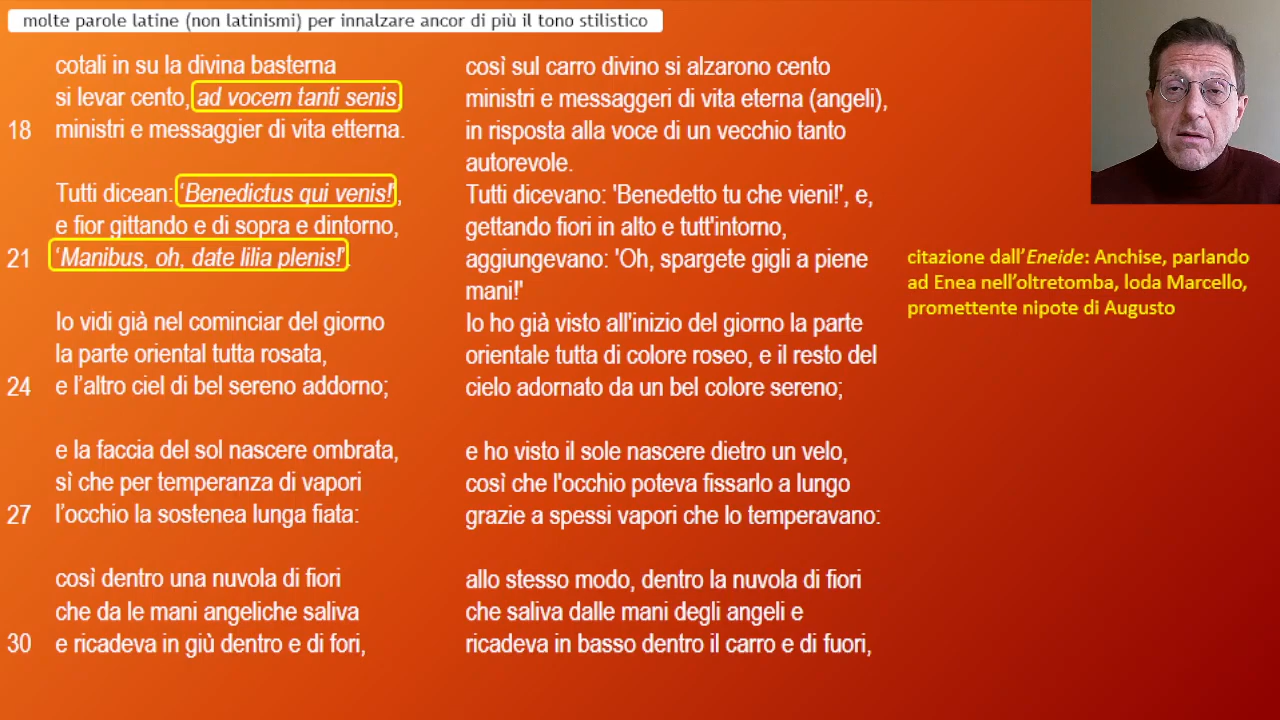 molte parole latine (non latinismi) per innalzare ancor di più il tono stilistico
cotali in su la divina basterna
si levar cento, ad vocem tanti senis,
18 ministri e messaggier di vita etterna.
Tutti dicean: 'Benedictus qui venis!',
e fior gittando e di sopra e dintorno,
21 'Manibus, oh, date lilia plenis!'.
Io vidi già nel cominciar del giorno
la parte oriental tutta rosata,
24 e l'altro ciel di bel sereno addorno;
e la faccia del sol nascere ombrata,
sì che per temperanza di vapori
27 l'occhio la sostenea lunga fiata:
così dentro una nuvola di fiori
che da le mani angeliche saliva
30 e ricadeva in giù dentro e di fori,
così sul carro divino si alzarono cento
ministri e messaggeri di vita eterna (angeli),
in risposta alla voce di un vecchio tanto
autorevole.
Tutti dicevano: 'Benedetto tu che vieni!', e,
gettando fiori in alto e tutt'intorno,
aggiungevano: 'Oh, spargete gigli a piene
mani!'
Io ho già visto all'inizio del giorno la parte
orientale tutta di colore roseo, e il resto del
cielo adornato da un bel colore sereno;
e ho visto il sole nascere dietro un velo,
così che l'occhio poteva fissarlo a lungo
grazie a spessi vapori che lo temperavano:
allo stesso modo, dentro la nuvola di fiori
che saliva dalle mani degli angeli e
ricadeva in basso dentro il carro e di fuori,
citazione dall'Eneide: Anchise, parlando
ad Enea nell'oltretomba, loda Marcello,
promettente nipote di Augusto